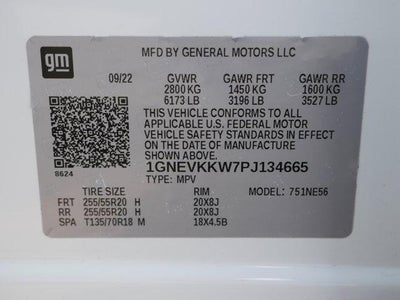 gm
MFD BY GENERAL MOTORS LLC
09/22 GVWR GAWR FRT GAWR RR
2800 KG 1450 KG 1600 KG
6173 LB 3196 LB 3527 LB
THIS VEHICLE CONFORMS TO ALL
APPLICABLE U.S. FEDERAL MOTOR
VEHICLE SAFETY STANDARDS IN EFFECT
ON THE DATE OF MANUFACTURE
SHOWN ABOVE.
1GNEVKKW7PJ134665
8624 TYPE: MPV
TIRE SIZE RIM MODEL: 751NE56
FRT 255/55R20 H 20X8J
RR 255/55R20 H 20X8J
SPA T135/70R18 M 18X4.5B